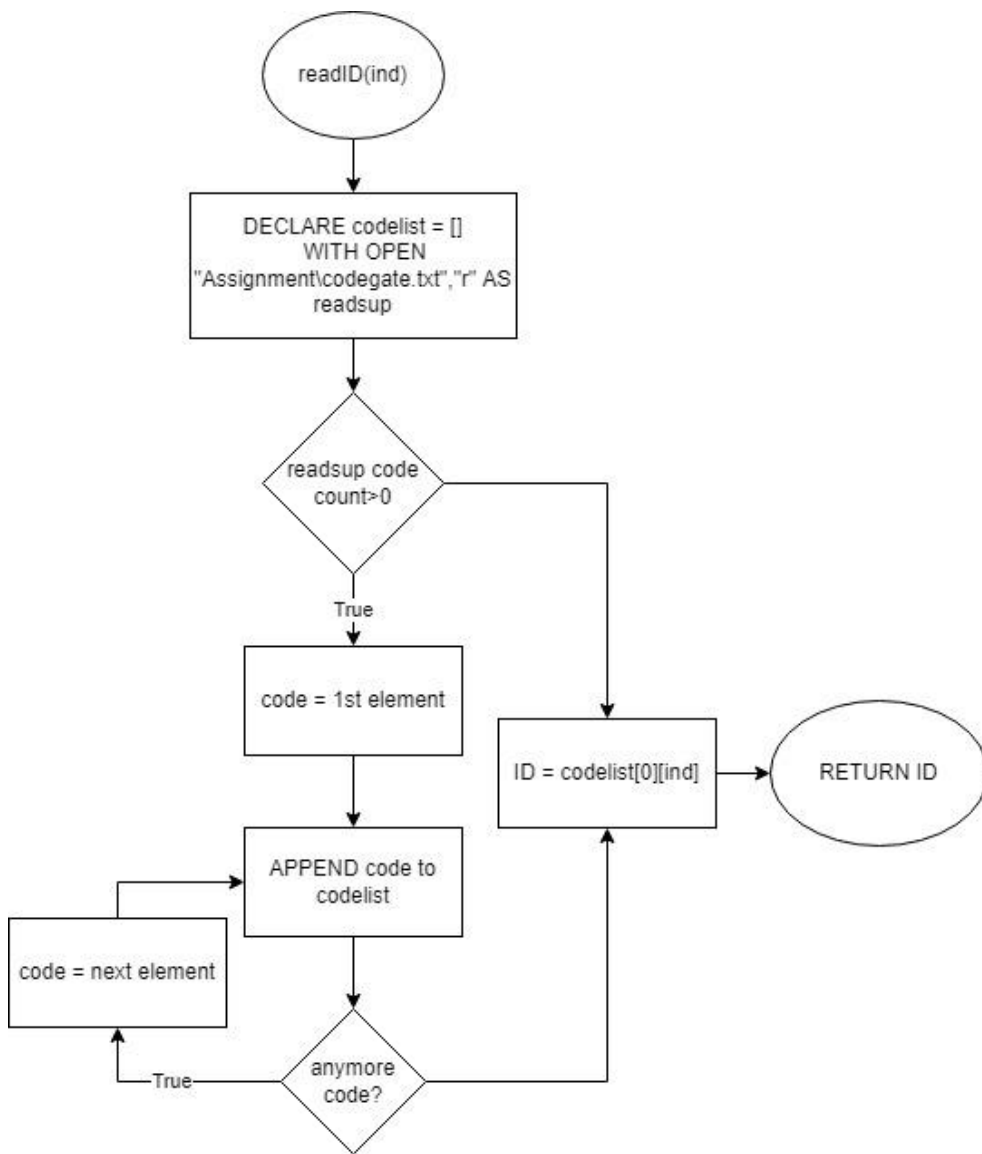 readID(ind)
DECLARE codelist = []
WITH OPEN
"Assignment\codegate.txt","r" AS
readsup
readsup code
count>0
True
code = 1st element
ID = codelist[0][ind]
RETURN ID
APPEND code to
codelist
code = next element
anymore
code?
True